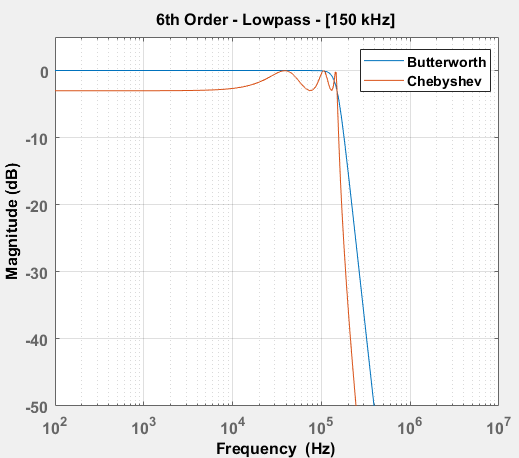 6th Order - Lowpass - [150 kHz]
Butterworth
Chebyshev
Magnitude (dB)
0
-10
-20
-30
-40
-50
10^2 10^3 10^4 10^5 10^6 10^7
Frequency (Hz)